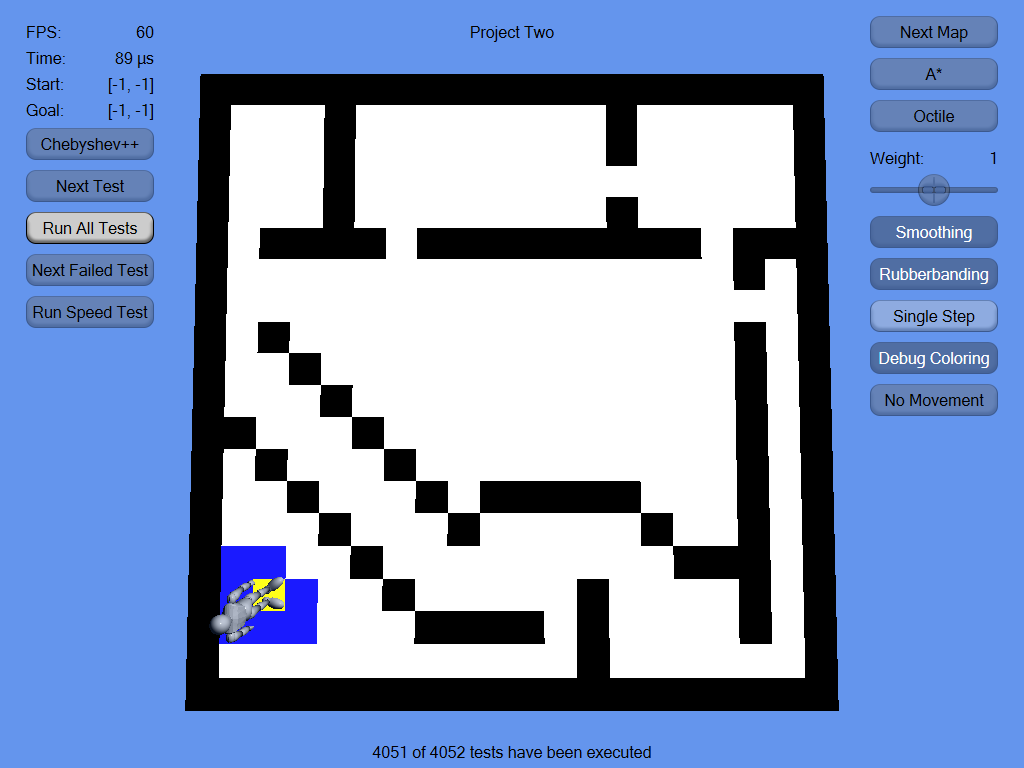 FPS: 60
Time: 89 µs
Start: [-1, -1]
Goal: [-1, -1]
Chebyshev++
Next Test
Run All Tests
Next Failed Test
Run Speed Test
Project Two
Next Map
A*
Octile
Weight: 1
Smoothing
Rubberbanding
Single Step
Debug Coloring
No Movement
4051 of 4052 tests have been executed